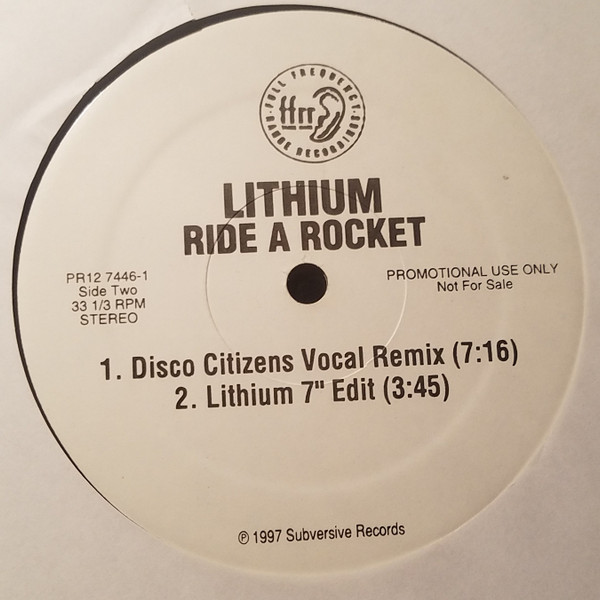 FULL FREQUENCY
ffrr
RANGE RECORDINGS
LITHIUM
RIDE A ROCKET
PR12 7446-1
Side Two
33 1/3 RPM
STEREO
PROMOTIONAL USE ONLY
Not For Sale
1. Disco Citizens Vocal Remix (7:16)
2. Lithium 7" Edit (3:45)
℗ 1997 Subversive Records